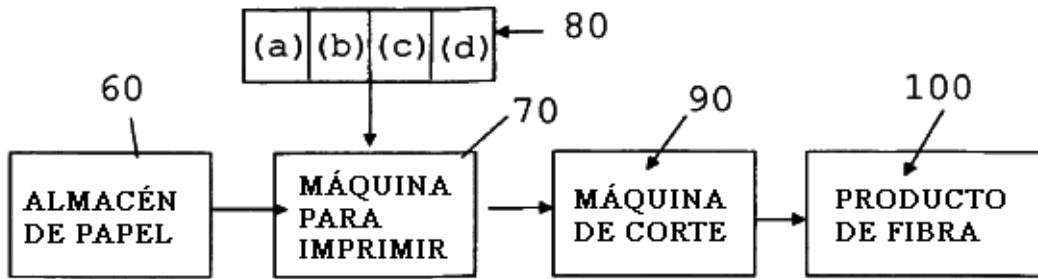 (a) (b) (c) (d)
80
60
70
90
100
ALMACÉN
DE PAPEL
MÁQUINA
PARA
IMPRIMIR
MÁQUINA
DE CORTE
PRODUCTO
DE FIBRA